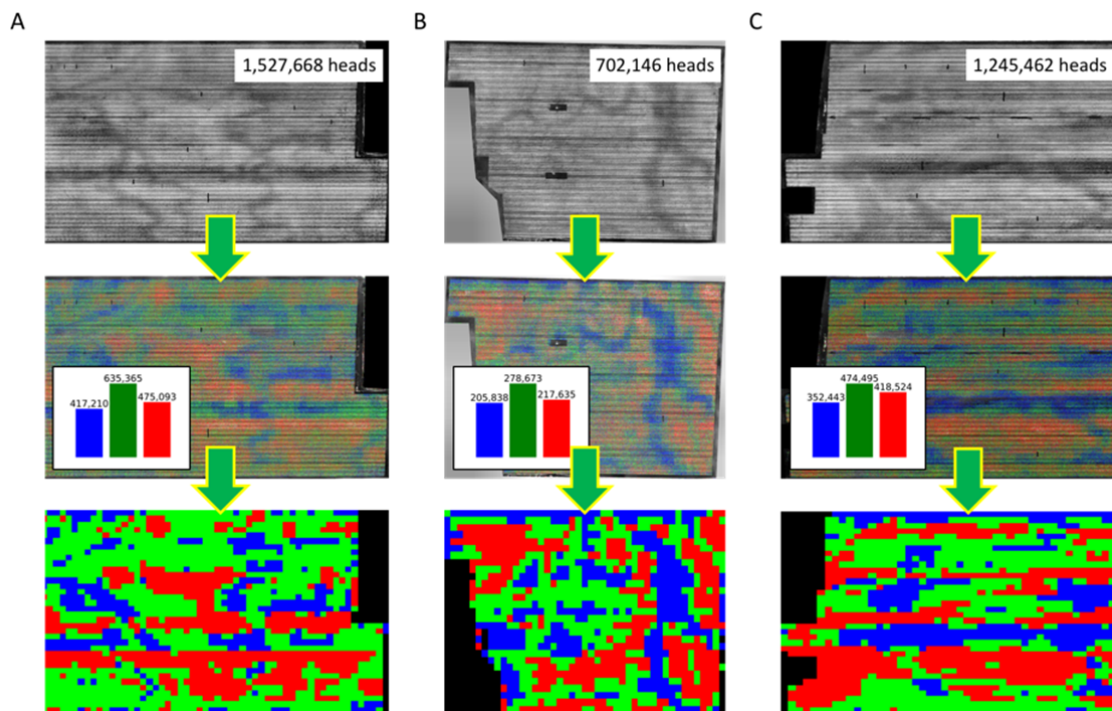 A
B
C
1,527,668 heads
702,146 heads
1,245,462 heads
635,365
417,210
475,093
278,673
205,838
217,635
474,495
352,443
418,524